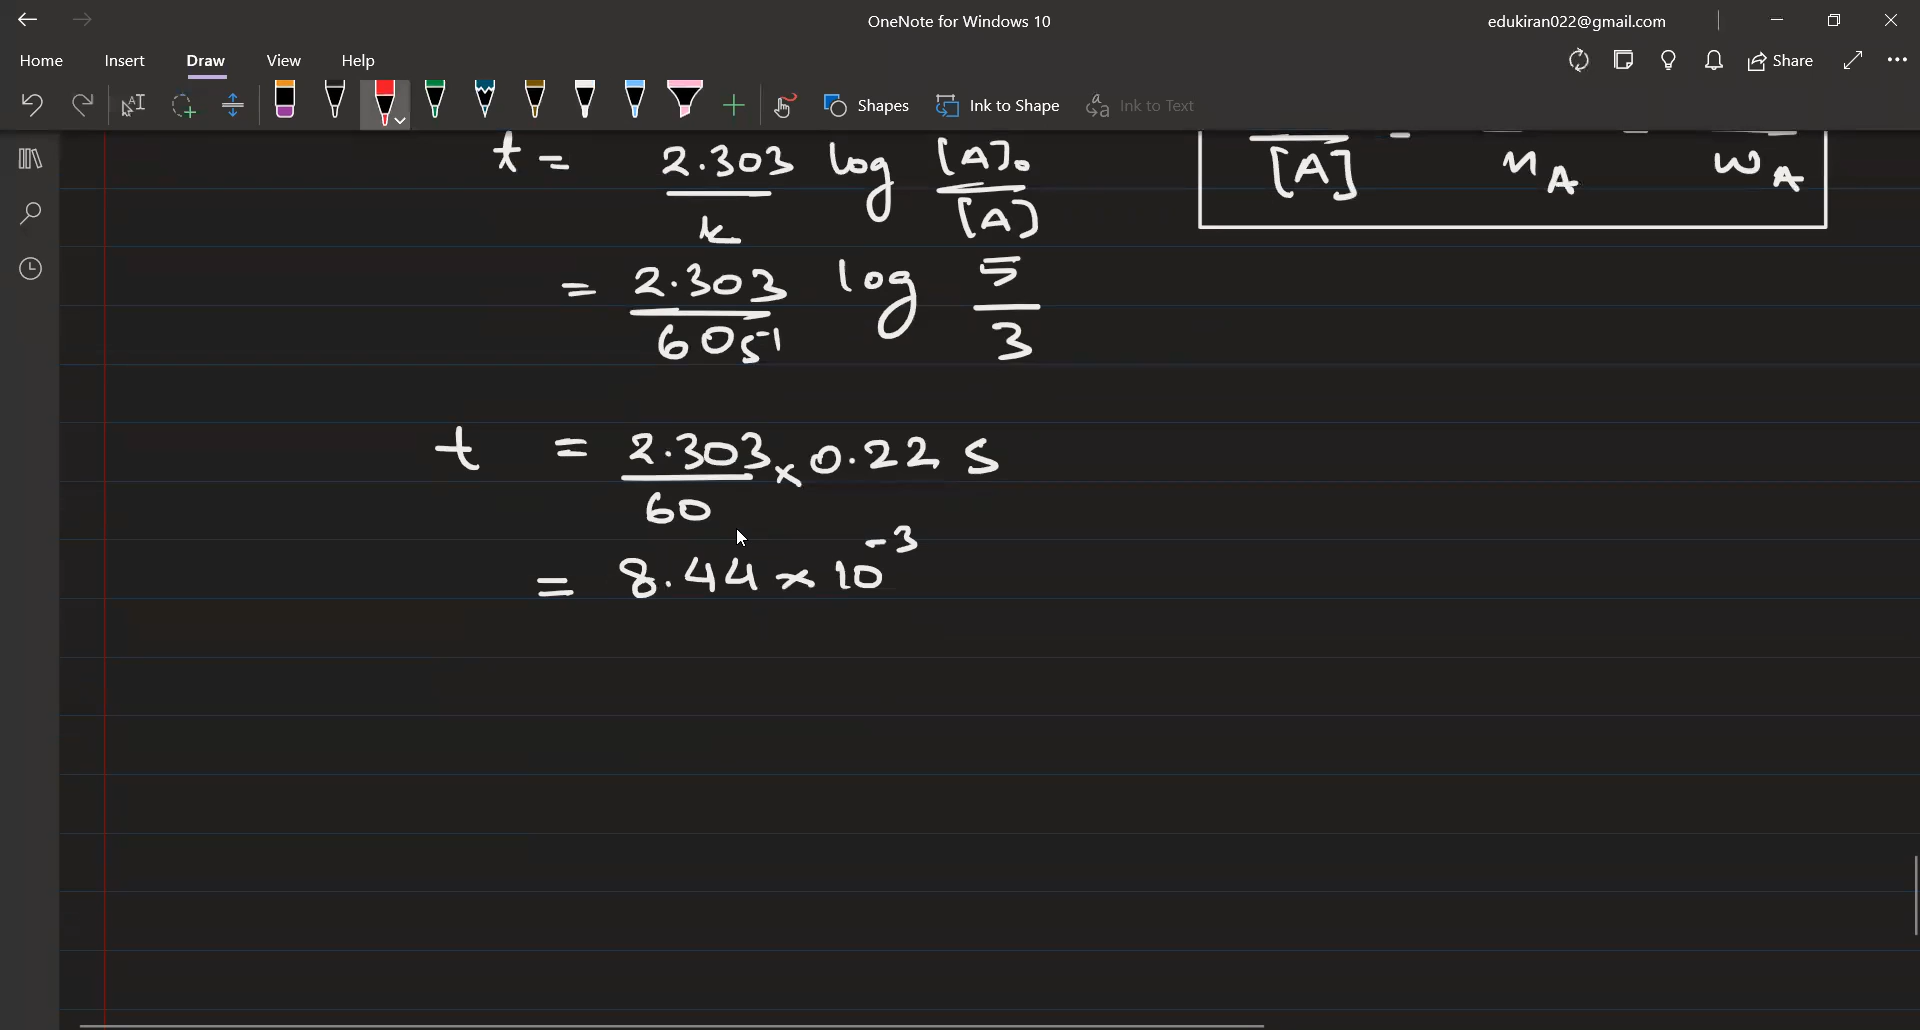 OneNote for Windows 10
edukiran022@gmail.com
Home Insert Draw View Help
Share
Shapes Ink to Shape Ink to Text
t = 2.303/k log [A]₀/[A]
[A] = n_A = w_A
= 2.303/60 s⁻¹ log 5/3
t = 2.303/60 × 0.22 s
= 8.44 × 10⁻³